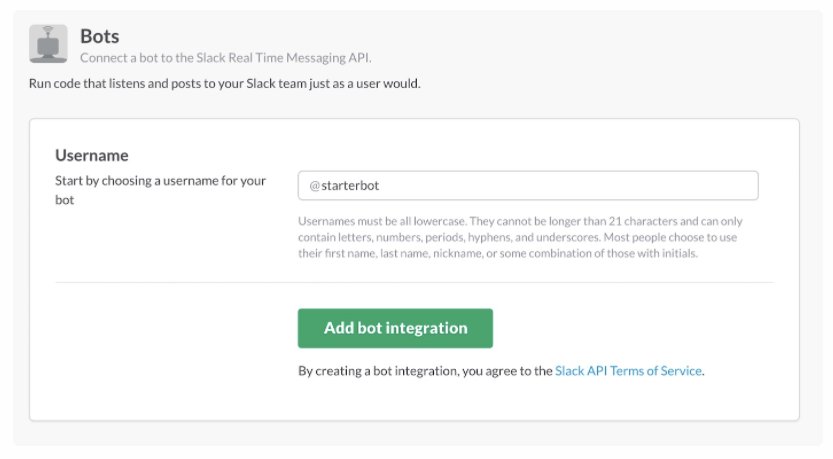 Bots
Connect a bot to the Slack Real Time Messaging API.
Run code that listens and posts to your Slack team just as a user would.
Username
Start by choosing a username for your
bot
@starterbot
Usernames must be all lowercase. They cannot be longer than 21 characters and can only
contain letters, numbers, periods, hyphens, and underscores. Most people choose to use
their first name, last name, nickname, or some combination of those with initials.
Add bot integration
By creating a bot integration, you agree to the Slack API Terms of Service.